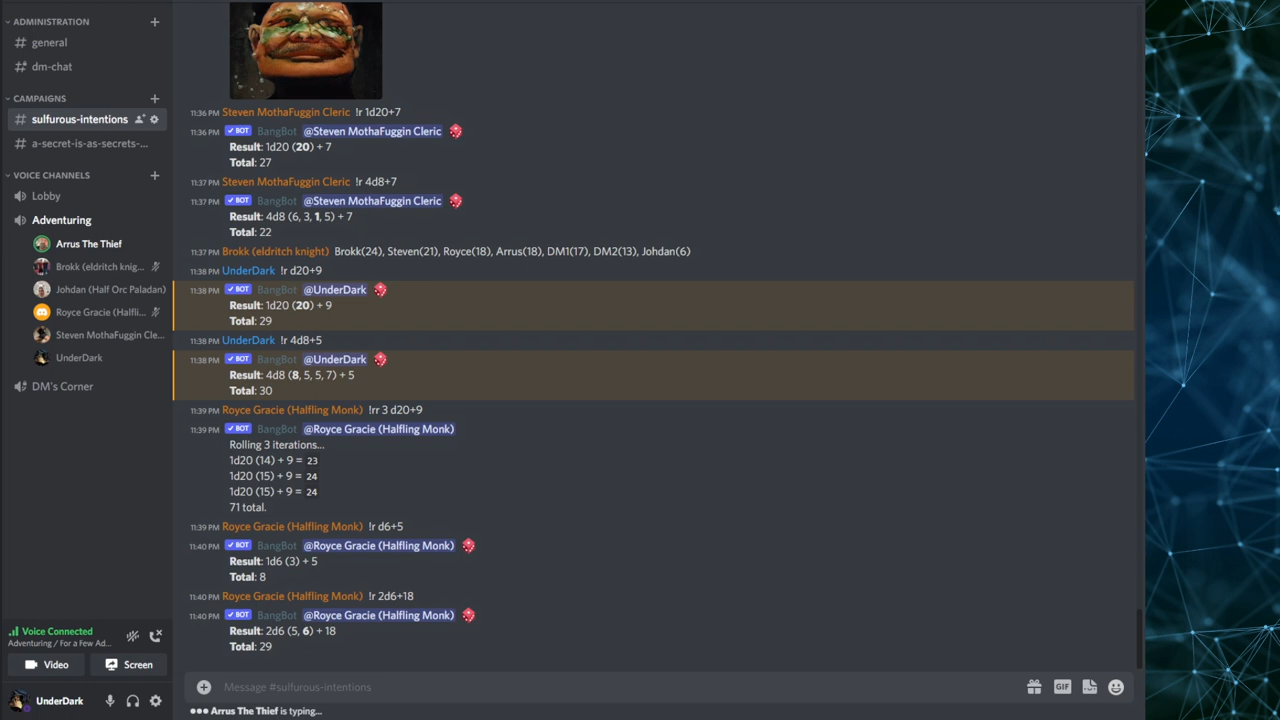 ADMINISTRATION
general
dm-chat
CAMPAIGNS
sulfurous-intentions
a-secret-is-as-secrets-...
VOICE CHANNELS
Lobby
Adventuring
Arrus The Thief
Brokk (eldritch knig...
Johdan (Half Orc Paladan)
Royce Gracie (Halfli...
Steven MothaFuggin Cle...
UnderDark
DM's Corner
Voice Connected
Adventuring / For a Few Ad...
Video
Screen
UnderDark
11:36 PM Steven MothaFuggin Cleric !r 1d20+7
11:36 PM BOT BangBot @Steven MothaFuggin Cleric
Result: 1d20 (20) + 7
Total: 27
11:37 PM Steven MothaFuggin Cleric !r 4d8+7
11:37 PM BOT BangBot @Steven MothaFuggin Cleric
Result: 4d8 (6, 3, 1, 5) + 7
Total: 22
11:37 PM Brokk (eldritch knight) Brokk(24), Steven(21), Royce(18), Arrus(18), DM1(17), DM2(13), Johdan(6)
11:38 PM UnderDark !r d20+9
11:38 PM BOT BangBot @UnderDark
Result: 1d20 (20) + 9
Total: 29
11:38 PM UnderDark !r 4d8+5
11:38 PM BOT BangBot @UnderDark
Result: 4d8 (8, 5, 5, 7) + 5
Total: 30
11:39 PM Royce Gracie (Halfling Monk) !rr 3 d20+9
11:39 PM BOT BangBot @Royce Gracie (Halfling Monk)
Rolling 3 iterations...
1d20 (14) + 9 = 23
1d20 (15) + 9 = 24
1d20 (15) + 9 = 24
71 total.
11:39 PM Royce Gracie (Halfling Monk) !r d6+5
11:40 PM BOT BangBot @Royce Gracie (Halfling Monk)
Result: 1d6 (3) + 5
Total: 8
11:40 PM Royce Gracie (Halfling Monk) !r 2d6+18
11:40 PM BOT BangBot @Royce Gracie (Halfling Monk)
Result: 2d6 (5, 6) + 18
Total: 29
Message #sulfurous-intentions
GIF
Arrus The Thief is typing...